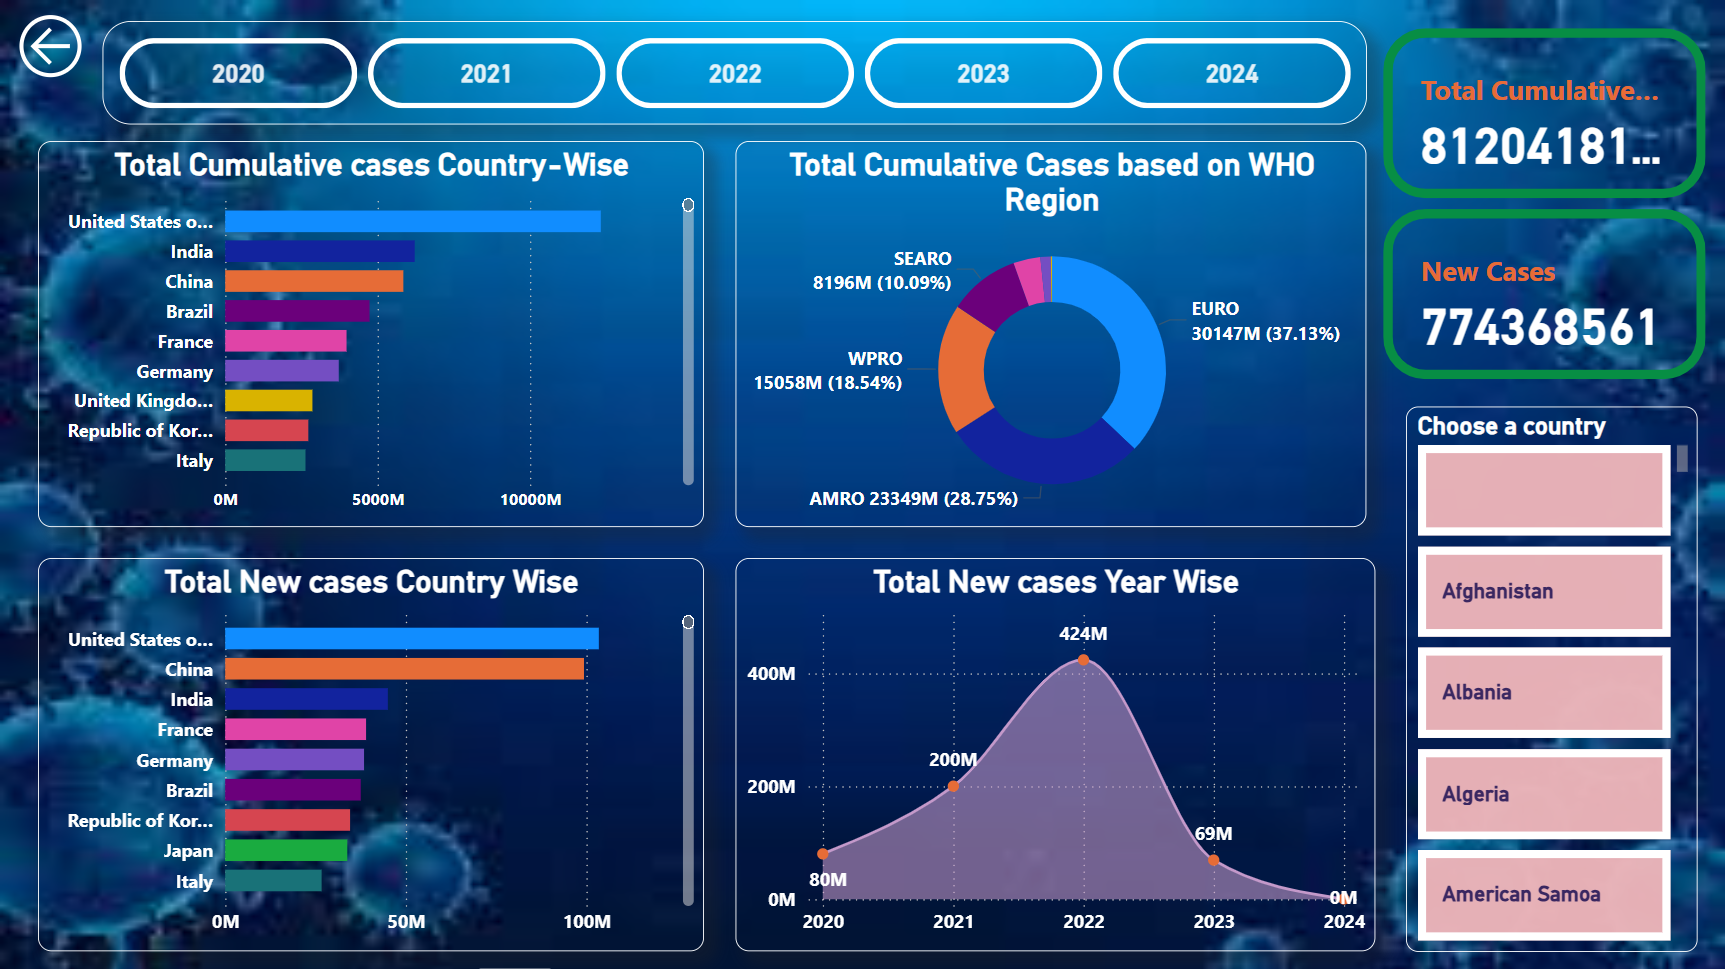 2020
2021
2022
2023
2024
Total Cumulative...
81204181...
New Cases
774368561
Total Cumulative cases Country-Wise
United States o...
India
China
Brazil
France
Germany
United Kingdo...
Republic of Kor...
Italy
0M
5000M
10000M
Total Cumulative Cases based on WHO
Region
SEARO
8196M (10.09%)
EURO
30147M (37.13%)
WPRO
15058M (18.54%)
AMRO 23349M (28.75%)
Choose a country
Afghanistan
Albania
Algeria
American Samoa
Total New cases Country Wise
United States o...
China
India
France
Germany
Brazil
Republic of Kor...
Japan
Italy
0M
50M
100M
Total New cases Year Wise
424M
400M
200M
200M
69M
80M
0M
0M
2020
2021
2022
2023
2024